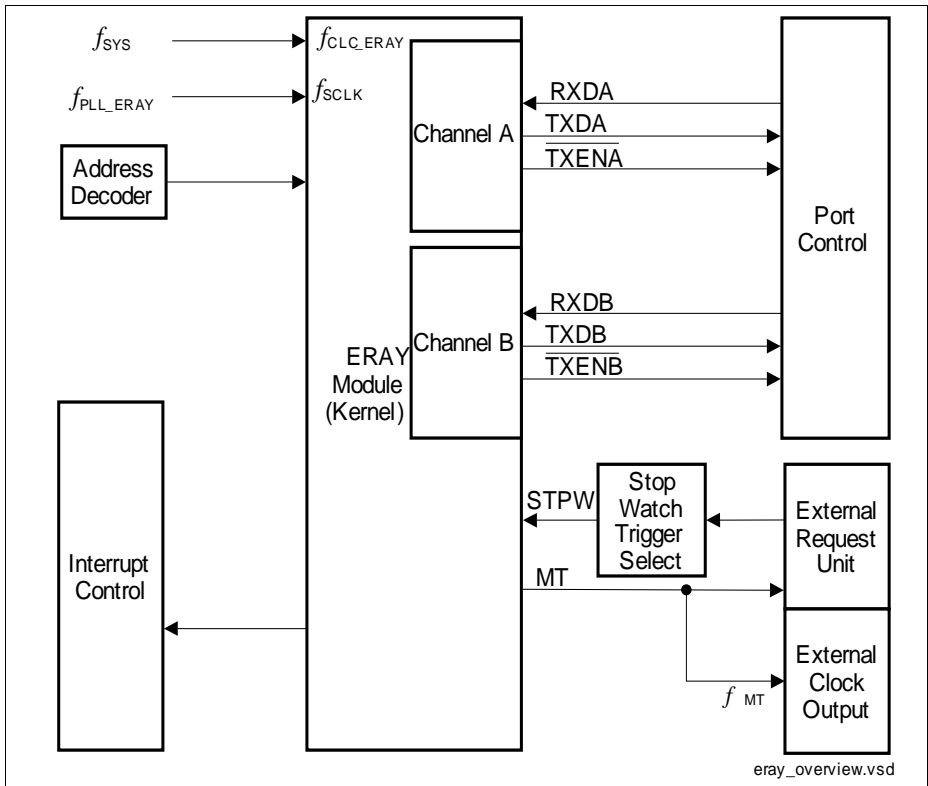 fSYS
fCLC_ERAY
fPLL_ERAY
fSCLK
Address
Decoder
Channel A
RXDA
TXDA
TXENA
Port
Control
Channel B
RXDB
TXDB
TXENB
ERAY
Module
(Kernel)
Interrupt
Control
STPW
Stop
Watch
Trigger
Select
External
Request
Unit
MT
External
Clock
Output
f MT
eray_overview.vsd